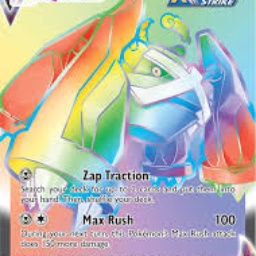 STRIKE
Zap Traction
Search your deck for up to 2 cards and put them into
your hand. Then, shuffle your deck.
Max Rush 100
During your next turn, this Pokémon's Max Rush attack
does 150 more damage.